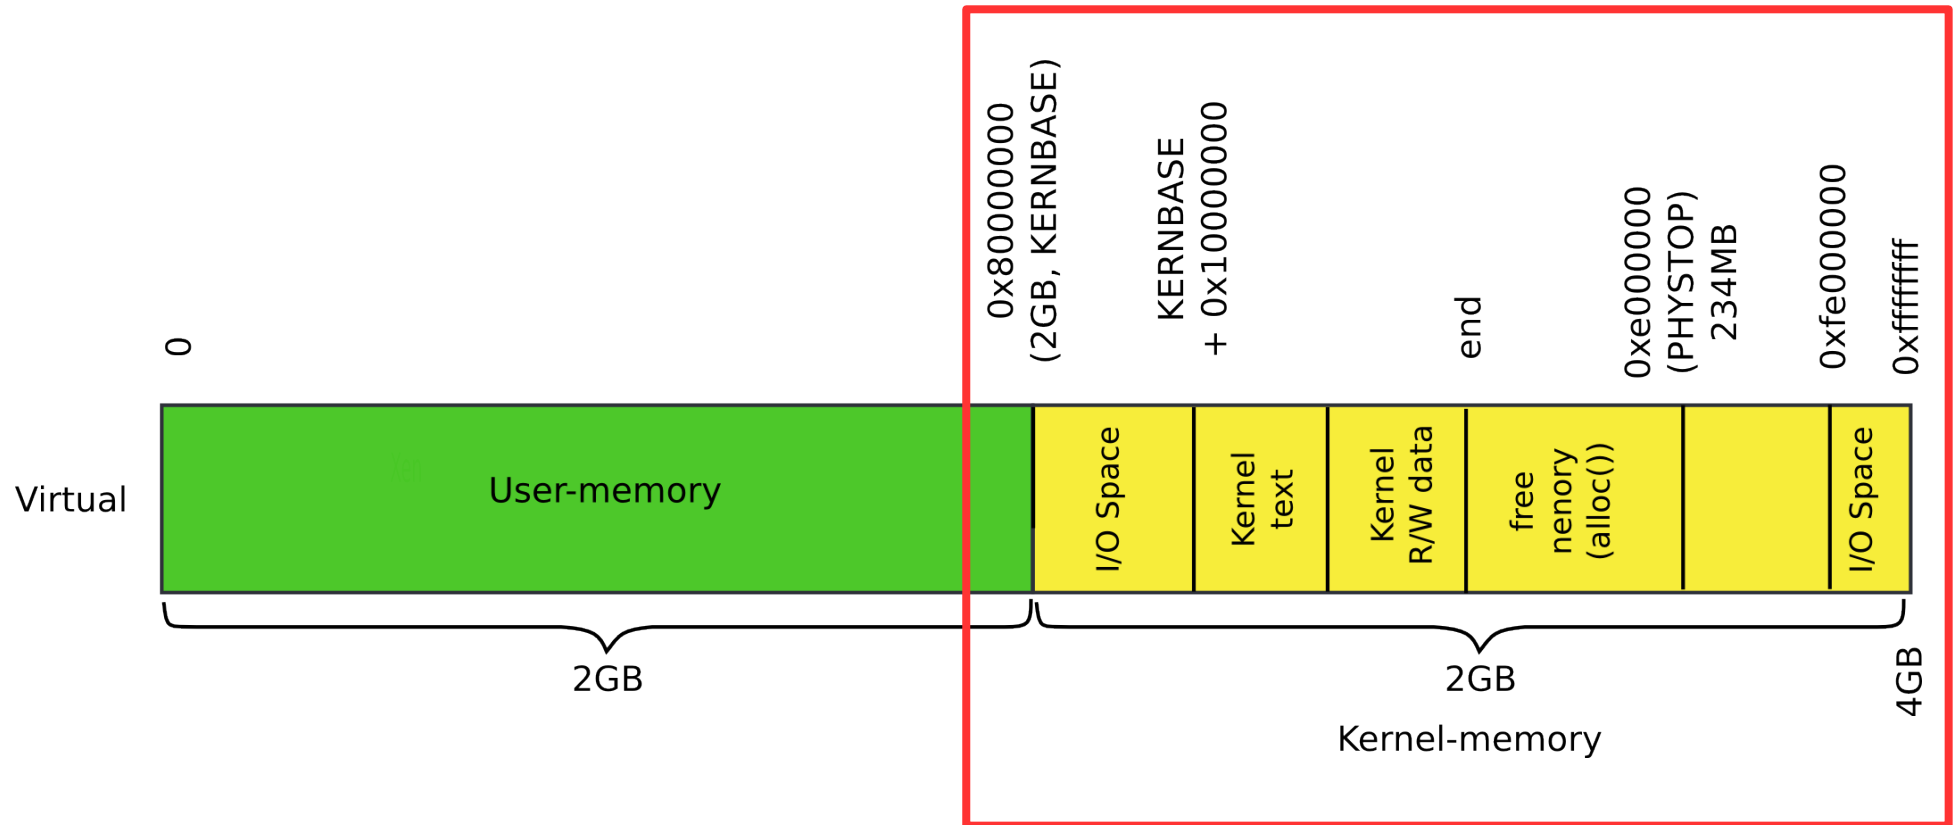 0
0x80000000
(2GB, KERNBASE)
KERNBASE
+ 0x10000000
end
0xe000000
(PHYSTOP)
234MB
0xfe000000
0xffffffff
Virtual
User-memory
I/O Space
Kernel
text
Kernel
R/W data
free
nenory
(alloc())
I/O Space
2GB
2GB
4GB
Kernel-memory